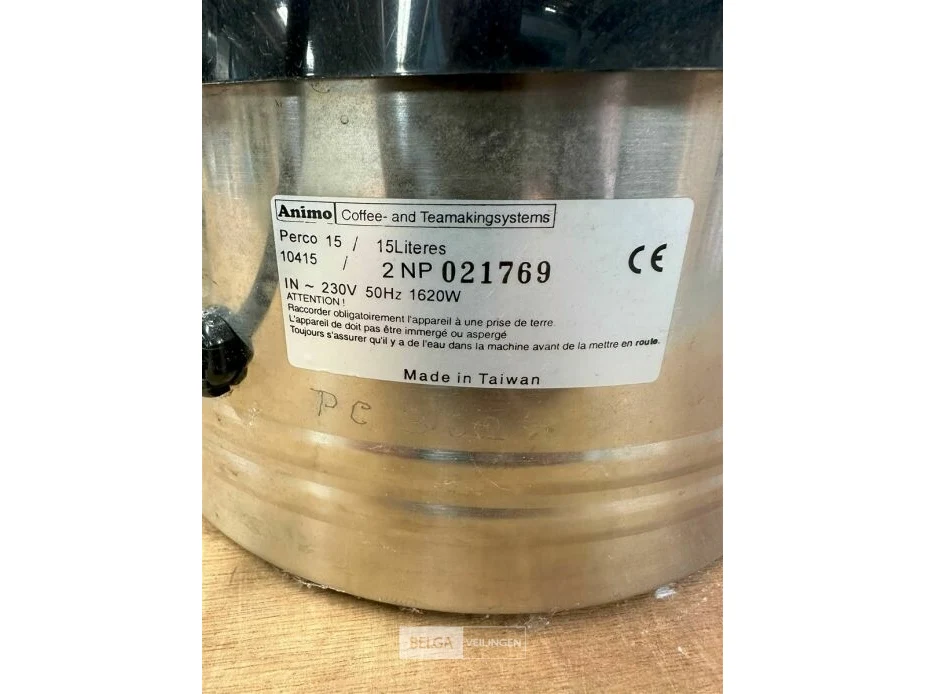 Animo Coffee- and Teamakingsystems
Perco 15 / 15Literes
10415 / 2 NP 021769
IN ~ 230V 50Hz 1620W
ATTENTION !
Raccorder obligatoirement l'appareil à une prise de terre.
L'appareil de doit pas être immergé ou aspergé
Toujours s'assurer qu'il y a de l'eau dans la machine avant de la mettre en route.
CE
Made in Taiwan
PC
BELGA VEILINGEN